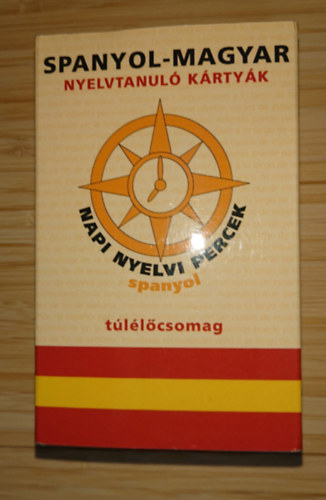 SPANYOL-MAGYAR
NYELVTANULÓ KÁRTYÁK
NAPI NYELVI PERCEK
spanyol
túlélőcsomag